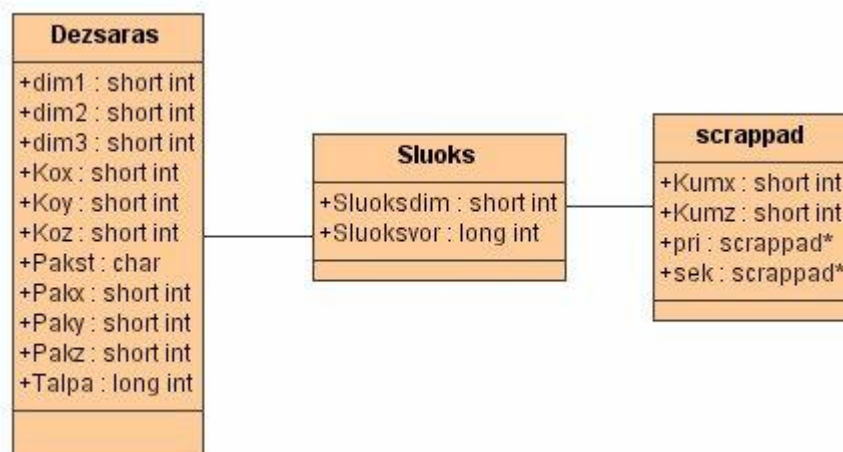 Dezsaras
+dim1 : short int
+dim2 : short int
+dim3 : short int
+Kox : short int
+Koy : short int
+Koz : short int
+Pakst : char
+Pakx : short int
+Paky : short int
+Pakz : short int
+Talpa : long int
Sluoks
+Sluoksdim : short int
+Sluoksvor : long int
scrappad
+Kumx : short int
+Kumz : short int
+pri : scrappad*
+sek : scrappad*